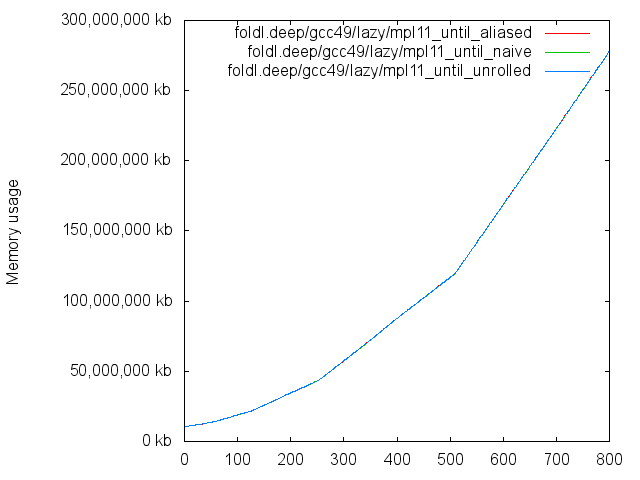 300,000,000 kb
250,000,000 kb
200,000,000 kb
150,000,000 kb
100,000,000 kb
50,000,000 kb
0 kb
Memory usage
foldl.deep/gcc49/lazy/mpl11_until_aliased
foldl.deep/gcc49/lazy/mpl11_until_naive
foldl.deep/gcc49/lazy/mpl11_until_unrolled
0 100 200 300 400 500 600 700 800